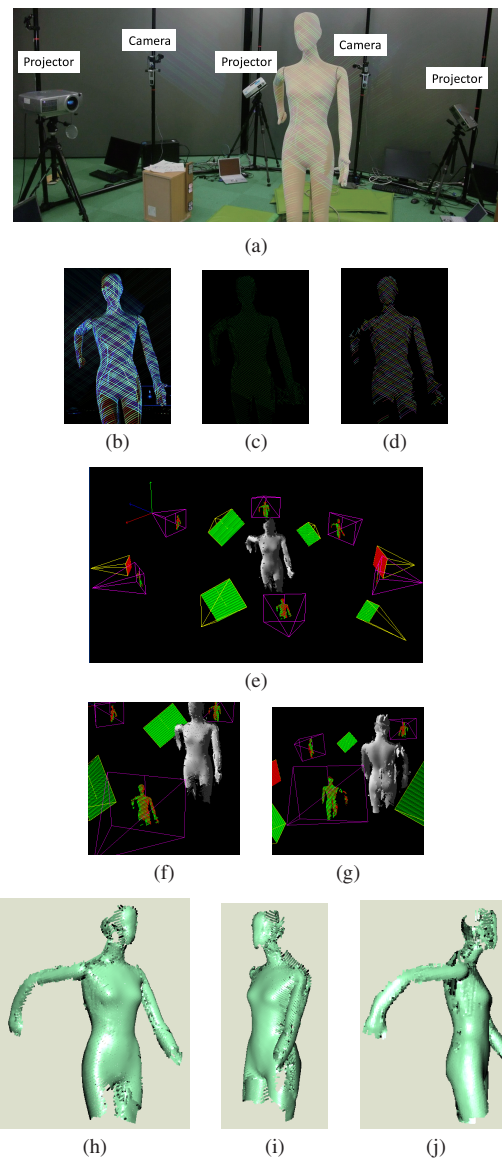 Camera
Camera
Projector
Projector
Projector
(a)
(b)
(c)
(d)
(e)
(f)
(g)
(h)
(i)
(j)